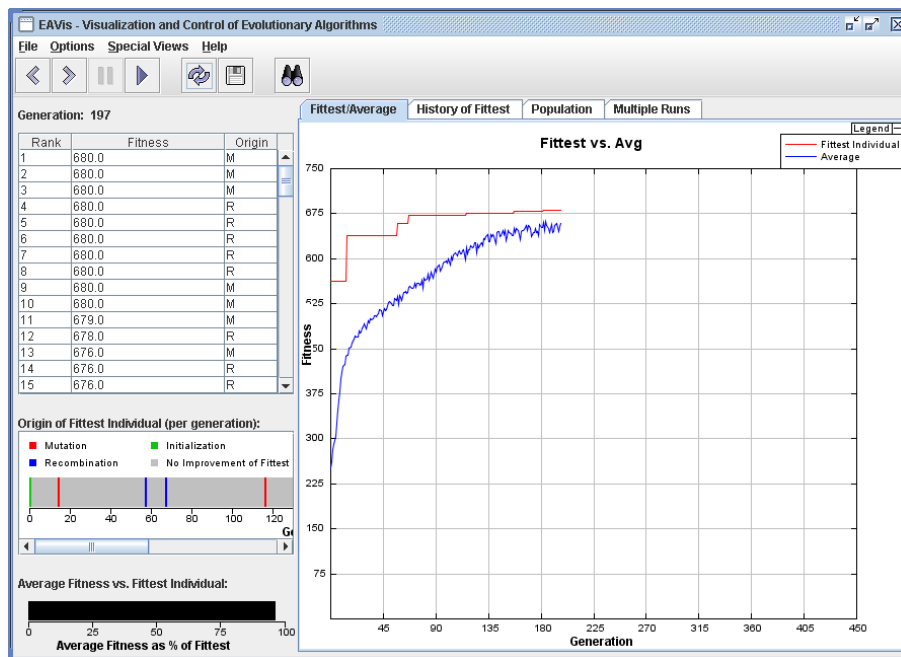 EAVis - Visualization and Control of Evolutionary Algorithms
File Options Special Views Help
Generation: 197
Rank Fitness Origin
1 680.0 M
2 680.0 M
3 680.0 M
4 680.0 R
5 680.0 R
6 680.0 R
7 680.0 R
8 680.0 R
9 680.0 M
10 680.0 M
11 679.0 M
12 678.0 R
13 676.0 M
14 676.0 R
15 676.0 R
Origin of Fittest Individual (per generation):
Mutation Initialization
Recombination No Improvement of Fittest
0 20 40 60 80 100 120
Ge
Average Fitness vs. Fittest Individual:
0 25 50 75 100
Average Fitness as % of Fittest
Fittest/Average History of Fittest Population Multiple Runs
Legend
Fittest vs. Avg
Fittest Individual
Average
750
675
600
525
450
375
300
225
150
75
Fitness
45 90 135 180 225 270 315 360 405 450
Generation